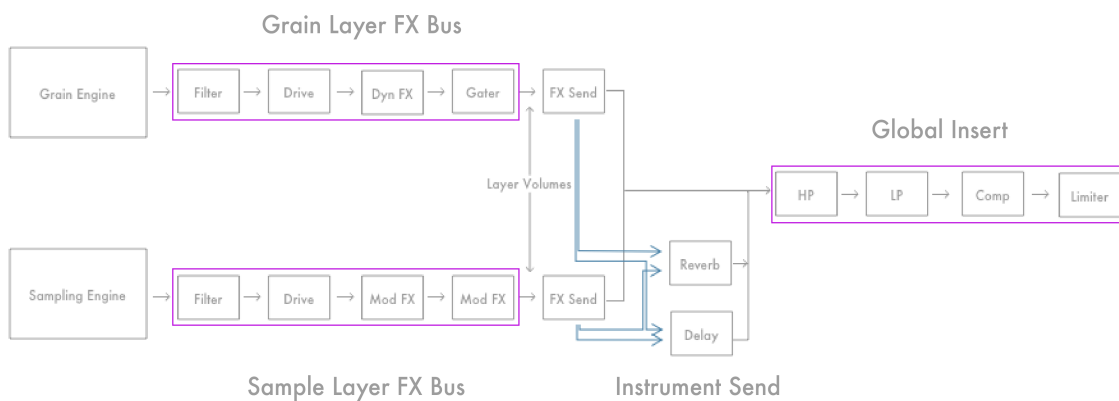 Grain Layer FX Bus
Grain Engine
Filter
Drive
Dyn FX
Gater
FX Send
Global Insert
Layer Volumes
HP
LP
Comp
Limiter
Reverb
Sampling Engine
Filter
Drive
Mod FX
Mod FX
FX Send
Delay
Sample Layer FX Bus
Instrument Send